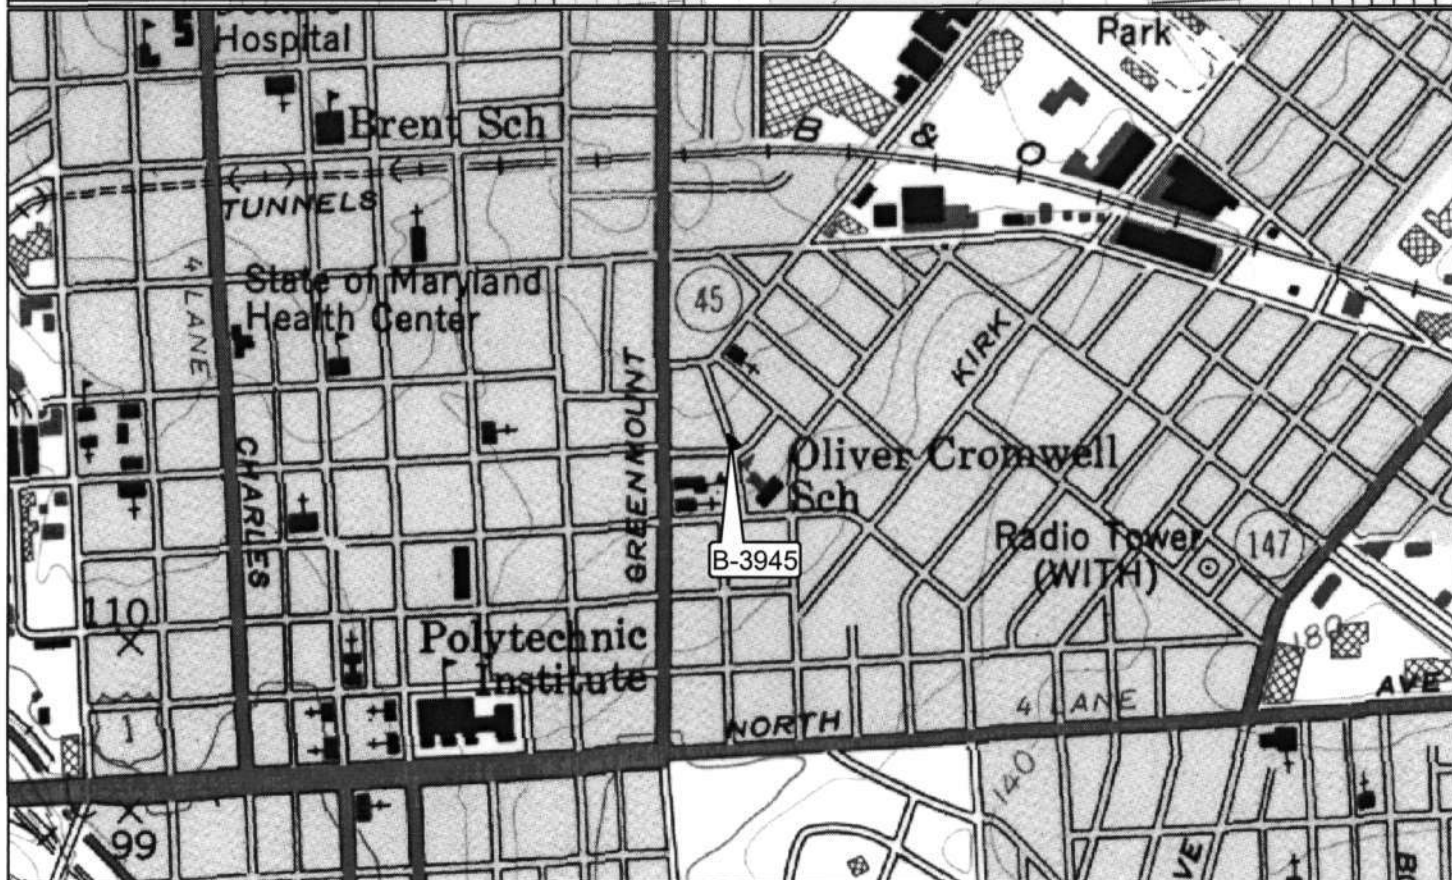 Hospital
Park
Brent Sch
B & O
TUNNELS
4 LANE
State of Maryland
Health Center
45
KIRK
GREENMOUNT
CHARLES
Oliver Cromwell
Sch
B-3945
Radio Tower
(WITH)
147
110
Polytechnic
Institute
180
NORTH
4 LANE
AVE
1
140
99
VE